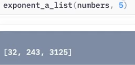 exponent_a_list(numbers, 5)
[32, 243, 3125]